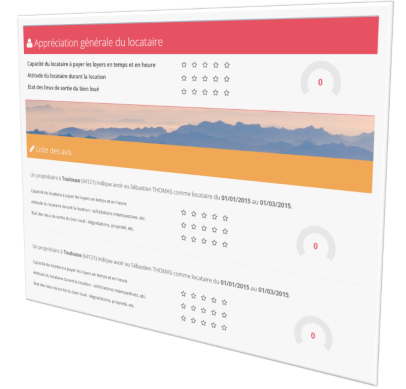 Appréciation générale du locataire
Capacité du locataire à payer les loyers en temps et en heure
Attitude du locataire durant la location
Etat des lieux de sortie du bien loué
0
Liste des avis
Un propriétaire à Toulouse (64121) indique avoir eu Sébastien THOMAS comme locataire du 01/01/2015 au 01/03/2015.
Capacité du locataire à payer les loyers en temps et en heure
Attitude du locataire durant la location : sollicitations intempestives, etc.
Etat des lieux de sortie du bien loué : dégradations, propreté, etc.
0
Un propriétaire à Toulouse (64121) indique avoir eu Sébastien THOMAS comme locataire du 01/01/2015 au 01/03/2015.
Capacité du locataire à payer les loyers en temps et en heure
Attitude du locataire durant la location : sollicitations intempestives, etc.
Etat des lieux de sortie du bien loué : dégradations, propreté, etc.
0